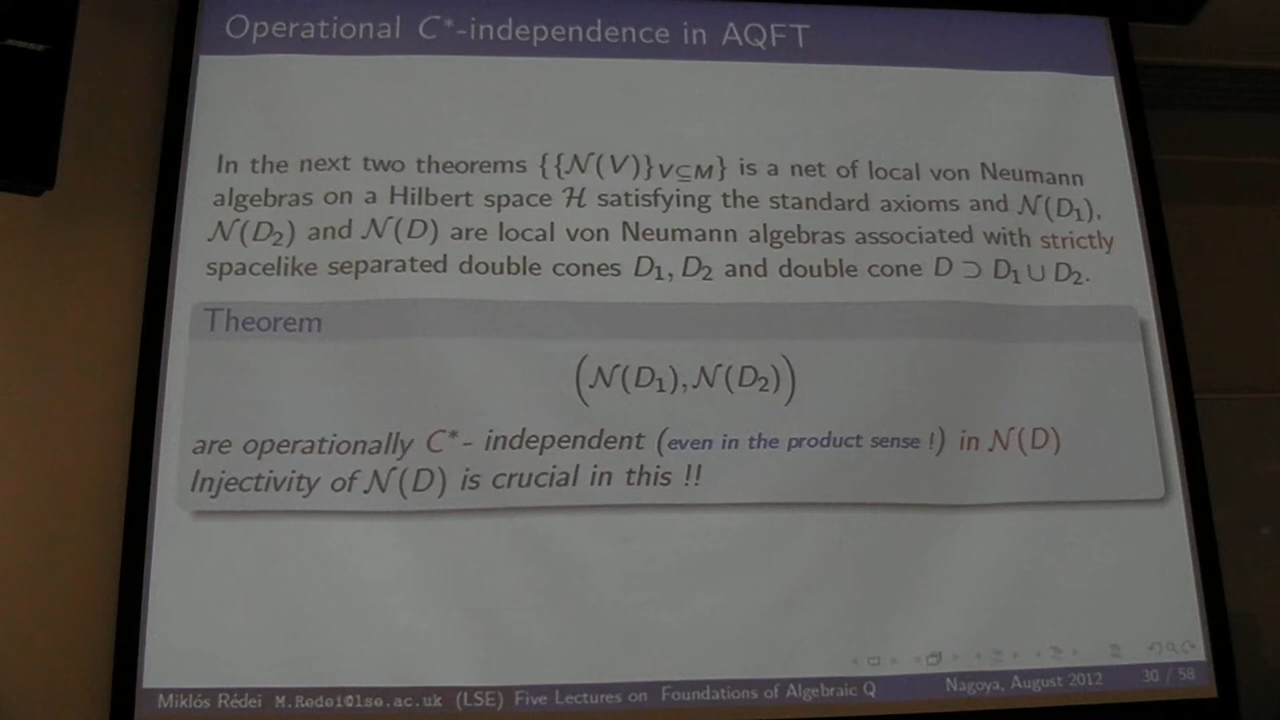 Operational C*-independence in AQFT
In the next two theorems {{𝒩(V)}V⊆M} is a net of local von Neumann
algebras on a Hilbert space ℋ satisfying the standard axioms and 𝒩(D₁),
𝒩(D₂) and 𝒩(D) are local von Neumann algebras associated with strictly
spacelike separated double cones D₁, D₂ and double cone D ⊃ D₁ ∪ D₂.
Theorem
(𝒩(D₁), 𝒩(D₂))
are operationally C*- independent (even in the product sense !) in 𝒩(D)
Injectivity of 𝒩(D) is crucial in this !!
Miklós Rédei M.Redei@lse.ac.uk (LSE) Five Lectures on Foundations of Algebraic Q Nagoya, August 2012 30 / 58